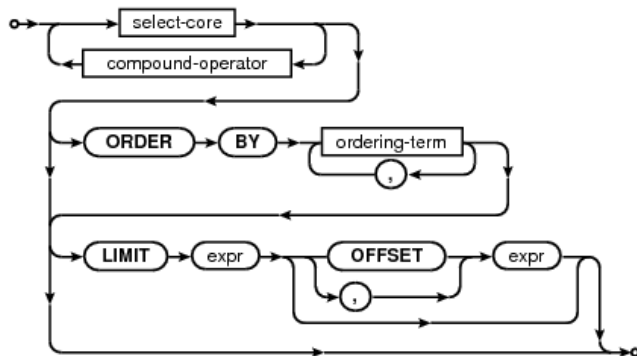 select-core
compound-operator
ORDER BY ordering-term
,
LIMIT expr OFFSET expr
,